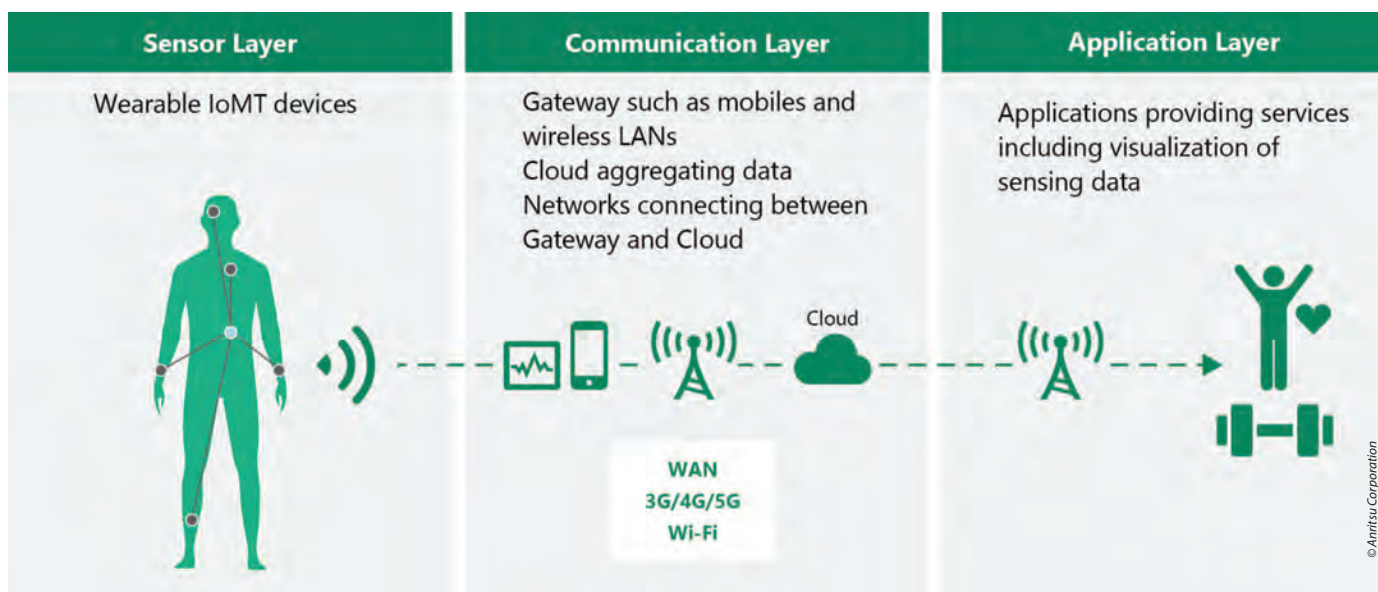 Sensor Layer
Wearable IoMT devices
Communication Layer
Gateway such as mobiles and
wireless LANs
Cloud aggregating data
Networks connecting between
Gateway and Cloud
Cloud
WAN
3G/4G/5G
Wi-Fi
Application Layer
Applications providing services
including visualization of
sensing data
© Anritsu Corporation